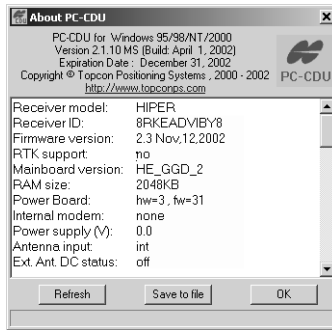 About PC-CDU
PC-CDU for Windows 95/98/NT/2000
Version 2.1.10 MS (Build: April 1, 2002)
Expiration Date : December 31, 2002
Copyright © Topcon Positioning Systems , 2000 - 2002
http://www.topconps.com
PC-CDU
Receiver model: HIPER
Receiver ID: 8RKEADVIBY8
Firmware version: 2.3 Nov,12,2002
RTK support: no
Mainboard version: HE_GGD_2
RAM size: 2048KB
Power Board: hw=3 , fw=31
Internal modem: none
Power supply (V): 0.0
Antenna input: int
Ext. Ant. DC status: off
Refresh
Save to file
OK